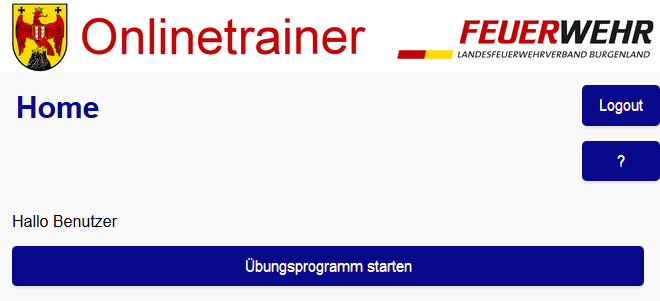 Onlinetrainer
FEUERWEHR
LANDESFEUERWEHRVERBAND BURGENLAND
Home
Logout
?
Hallo Benutzer
Übungsprogramm starten